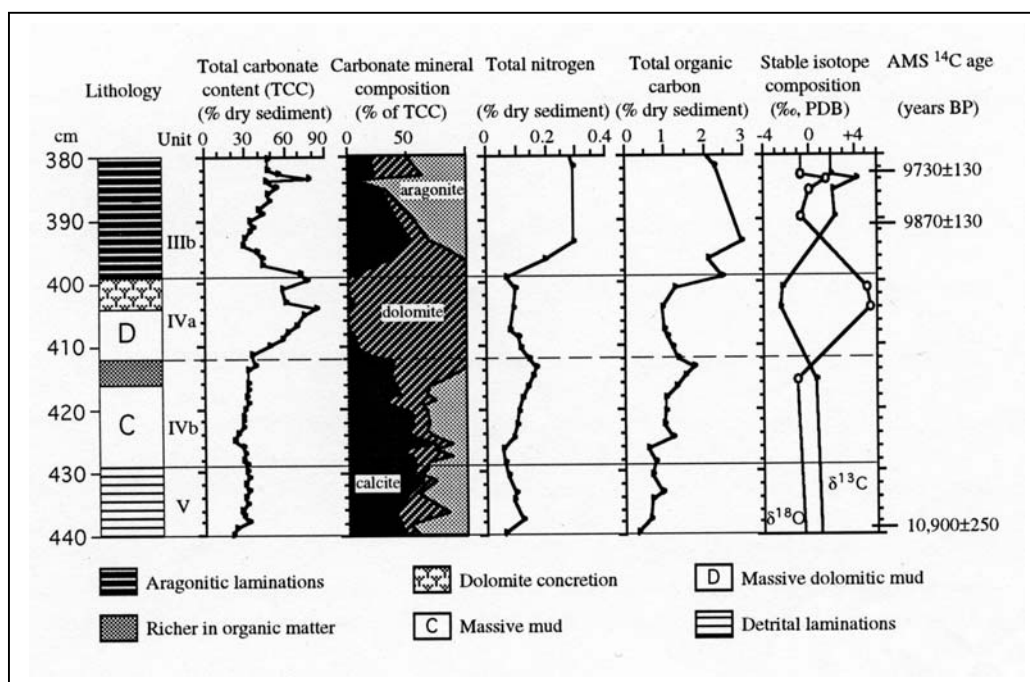 Lithology
Total carbonate
content (TCC)
(% dry sediment)
Carbonate mineral
composition
(% of TCC)
Total nitrogen
(% dry sediment)
Total organic
carbon
(% dry sediment)
Stable isotope
composition
(‰, PDB)
AMS ¹⁴C age
(years BP)
cm
Unit
0 30 60 90
0 50
0.2 0.4
0 1 2 3
-4 0 +4
380
390
400
410
420
430
440
IIIb
IVa
IVb
V
D
C
aragonite
dolomite
calcite
δ¹⁸O
δ¹³C
9730±130
9870±130
10,900±250
Aragonitic laminations
Dolomite concretion
D Massive dolomitic mud
Richer in organic matter
C Massive mud
Detrital laminations